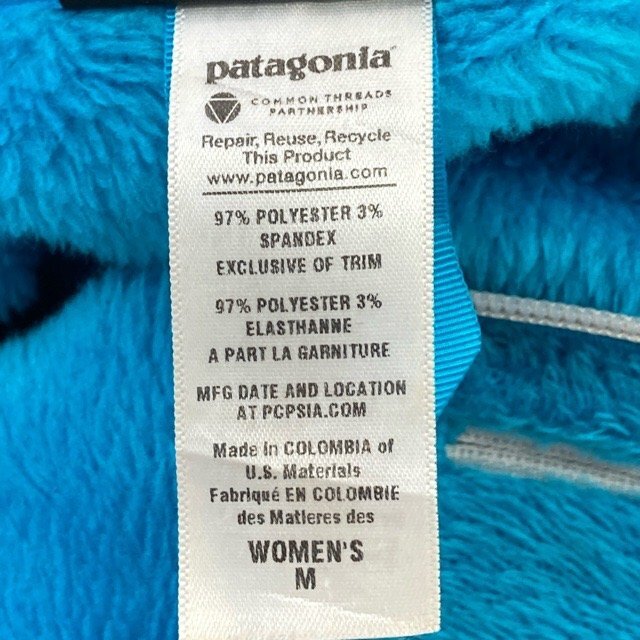 patagonia
COMMON THREADS
PARTNERSHIP
Repair, Reuse, Recycle
This Product
www.patagonia.com
97% POLYESTER 3%
SPANDEX
EXCLUSIVE OF TRIM
97% POLYESTER 3%
ELASTHANNE
A PART LA GARNITURE
MFG DATE AND LOCATION
AT PCPSIA.COM
Made in COLOMBIA of
U.S. Materials
Fabriqué EN COLOMBIE
des Matieres des
WOMEN'S
M